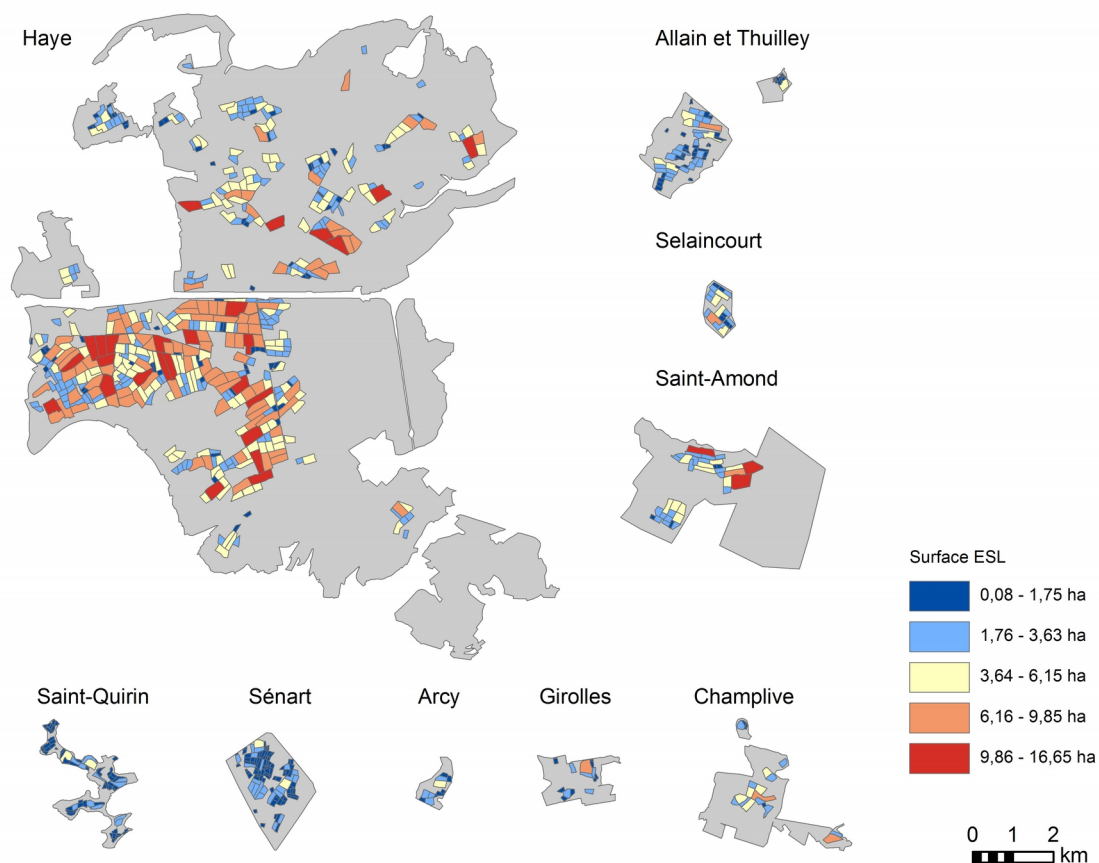 Haye
Allain et Thuilley
Selaincourt
Saint-Amond
Surface ESL
0,08 - 1,75 ha
1,76 - 3,63 ha
3,64 - 6,15 ha
6,16 - 9,85 ha
9,86 - 16,65 ha
Saint-Quirin
Sénart
Arcy
Girolles
Champlive
0 1 2
km